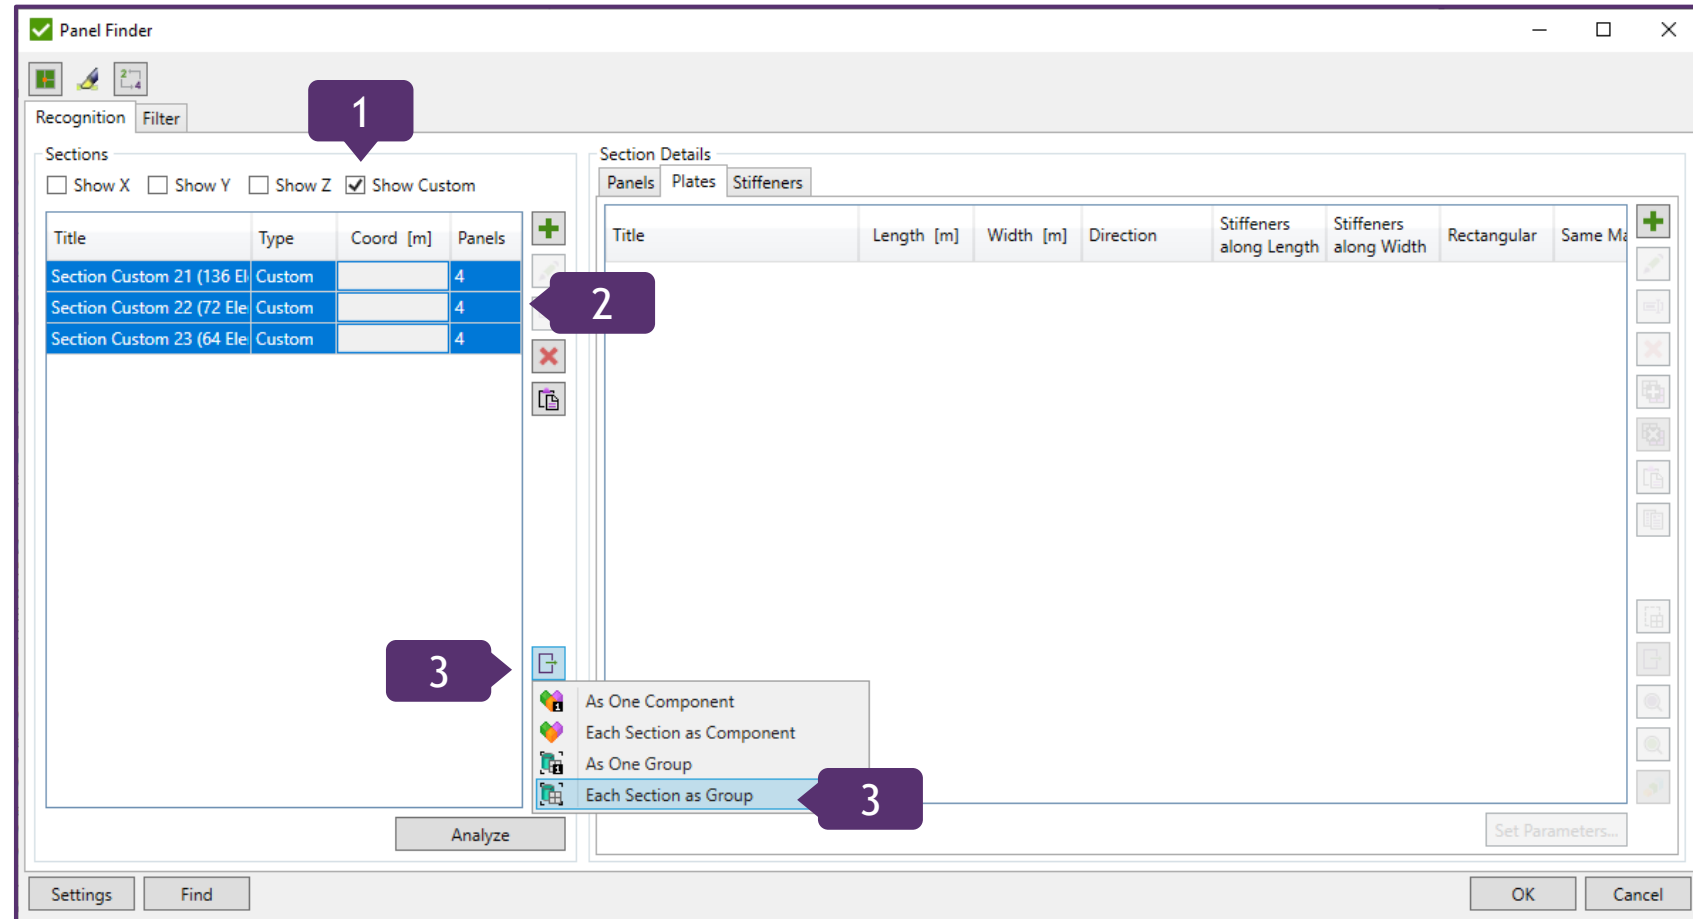 Panel Finder
2
4
Recognition Filter
1
Sections
Show X Show Y Show Z Show Custom
Title Type Coord [m] Panels
Section Custom 21 (136 El Custom 4
Section Custom 22 (72 Ele Custom 4
Section Custom 23 (64 Ele Custom 4
2
3
As One Component
Each Section as Component
As One Group
Each Section as Group
3
Analyze
Section Details
Panels Plates Stiffeners
Title Length [m] Width [m] Direction Stiffeners along Length Stiffeners along Width Rectangular Same Ma
Set Parameters...
Settings Find OK Cancel